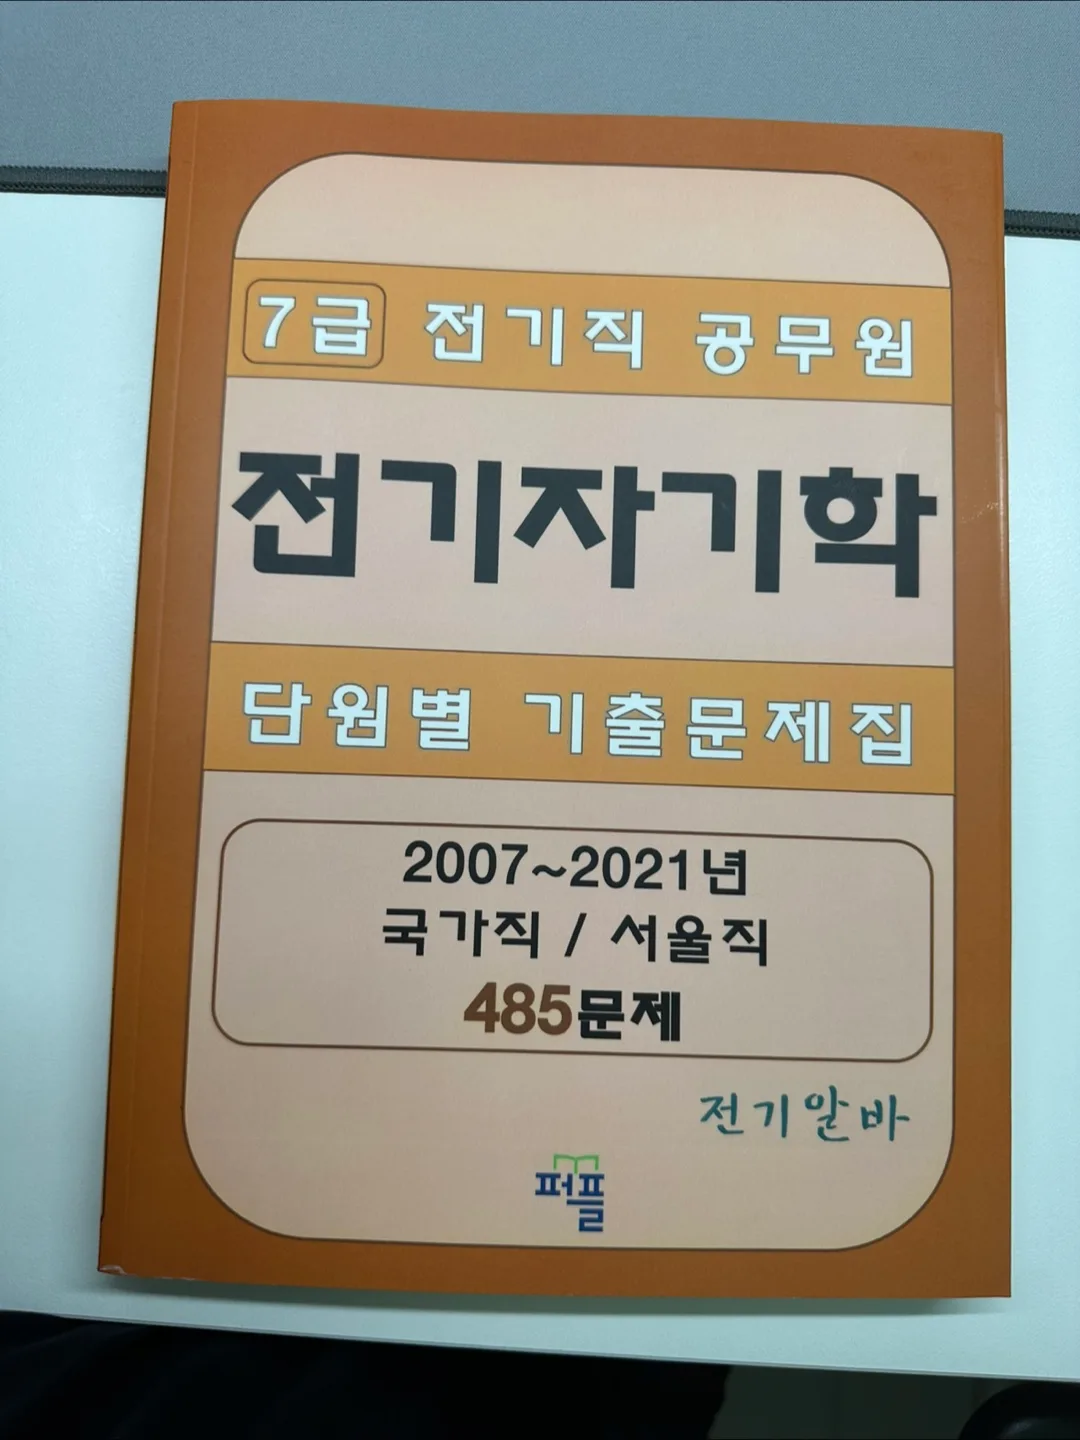 7급 전기직 공무원
전기자기학
단원별 기출문제집
2007~2021년
국가직 / 서울직
485문제
전기알바
퍼플